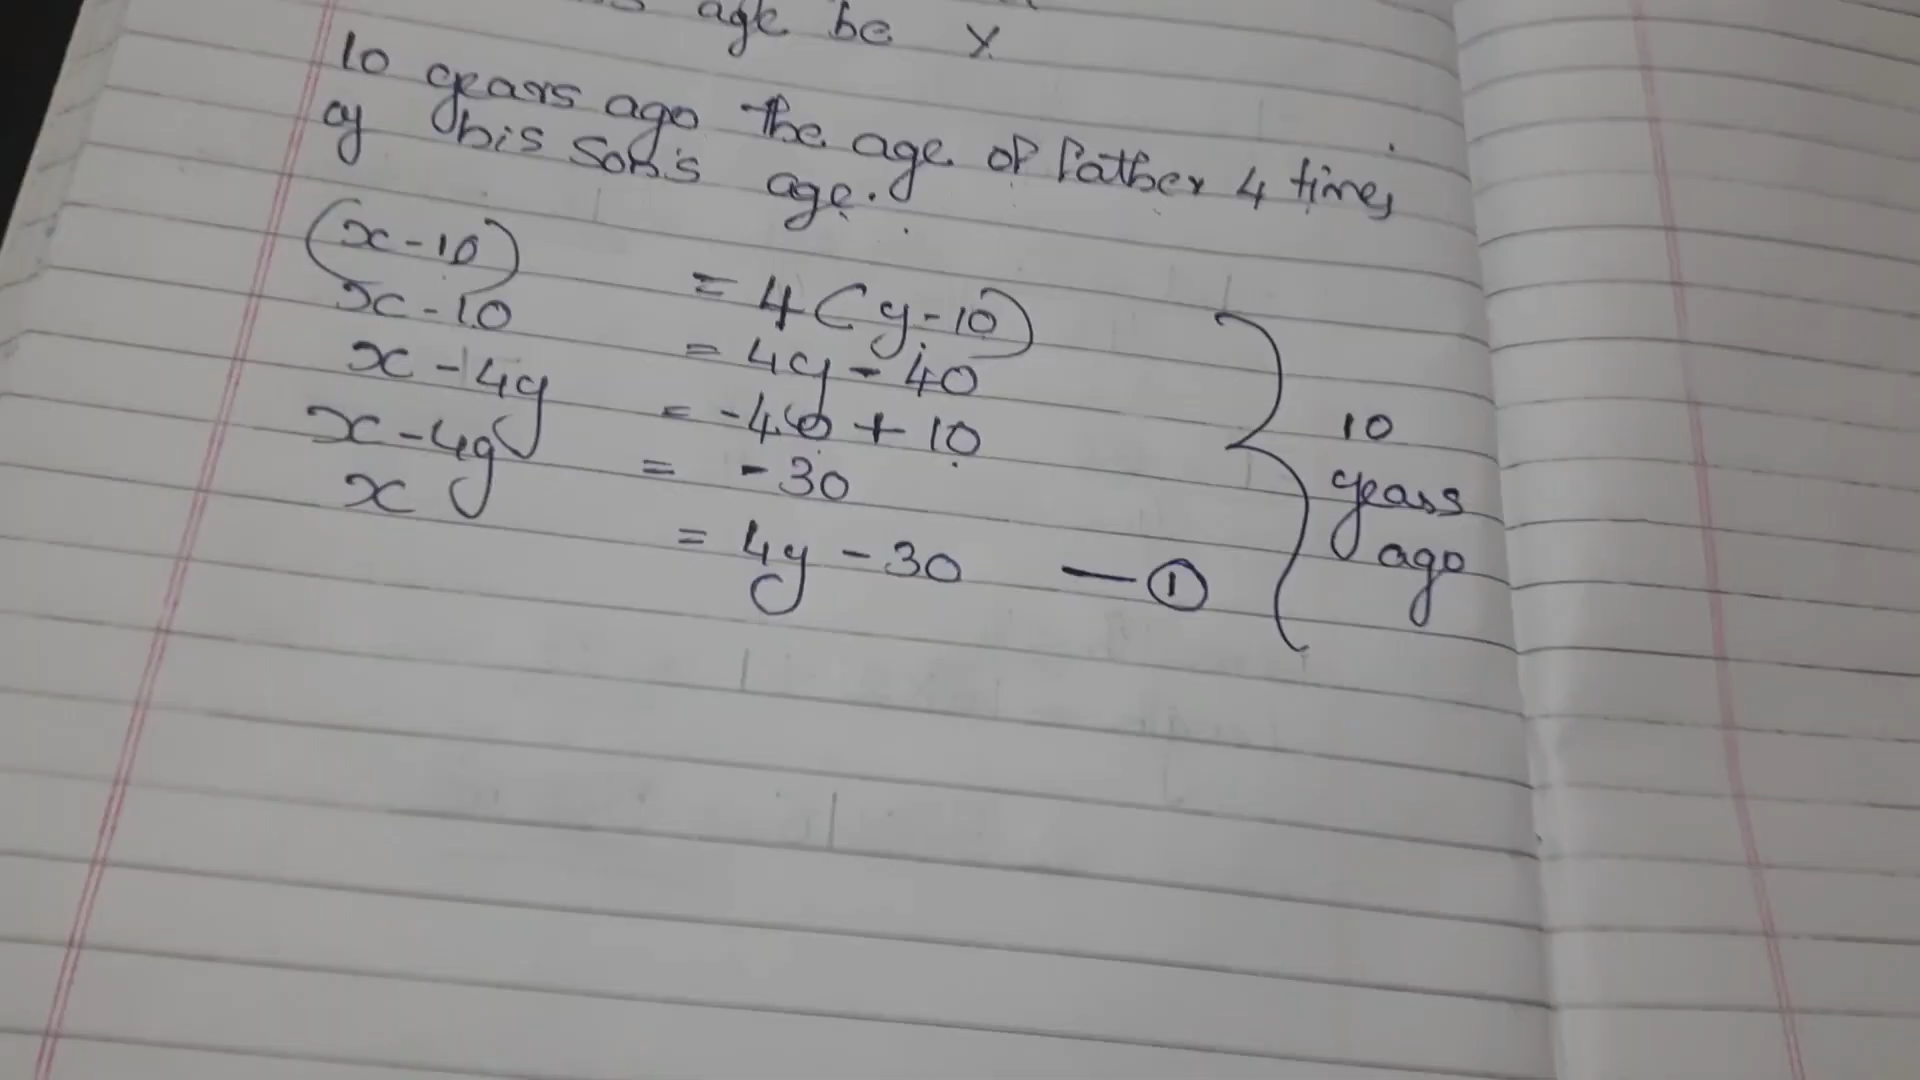 age be y
10 years ago the age of father 4 times
of his son's age.
(x-10) = 4(y-10)
x-10 = 4y-40
x-4y = -40+10
x-4y = -30
x = 4y-30 — ①
10
years
ago